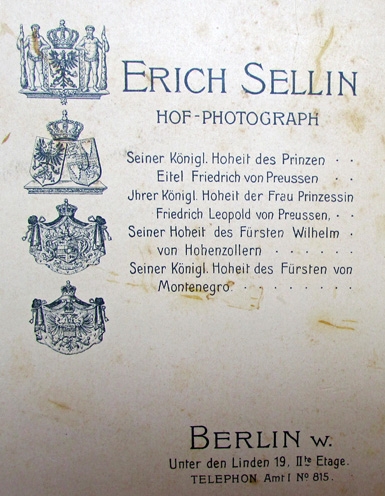 ERICH SELLIN
HOF-PHOTOGRAPH
Seiner Königl. Hoheit des Prinzen · ·
Eitel Friedrich von Preussen · ·
Jhrer Königl. Hoheit der Frau Prinzessin
Friedrich Leopold von Preussen. · ·
Seiner Hoheit des Fürsten Wilhelm ·
von Hohenzollern · · · · · ·
Seiner Königl. Hoheit des Fürsten von
Montenegro. · · · · · · · ·
BERLIN W.
Unter den Linden 19. IIte Etage.
TELEPHON Amt I No 815.